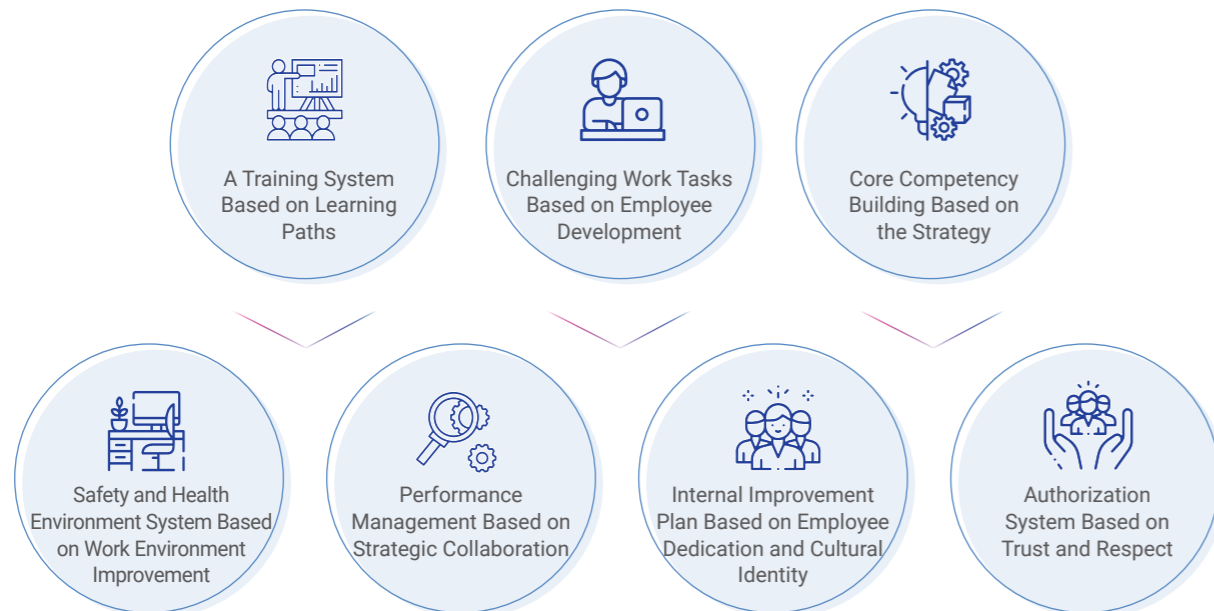 A Training System
Based on Learning
Paths
Challenging Work Tasks
Based on Employee
Development
Core Competency
Building Based on
the Strategy
Safety and Health
Environment System Based
on Work Environment
Improvement
Performance
Management Based on
Strategic Collaboration
Internal Improvement
Plan Based on Employee
Dedication and Cultural
Identity
Authorization
System Based on
Trust and Respect